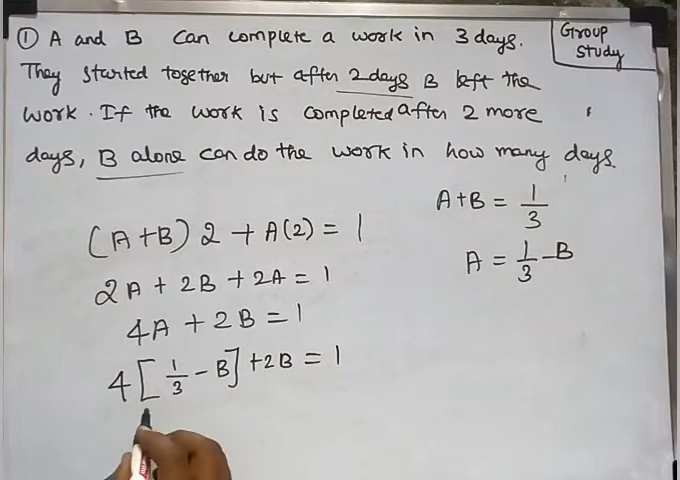 ① A and B can complete a work in 3 days.
Group
Study
They started together but after 2 days B left the
work. If the work is completed after 2 more
days, B alone can do the work in how many days.
A+B = 1/3
(A+B) 2 + A(2) = 1
A = 1/3 - B
2A + 2B + 2A = 1
4A + 2B = 1
4[1/3 - B] + 2B = 1